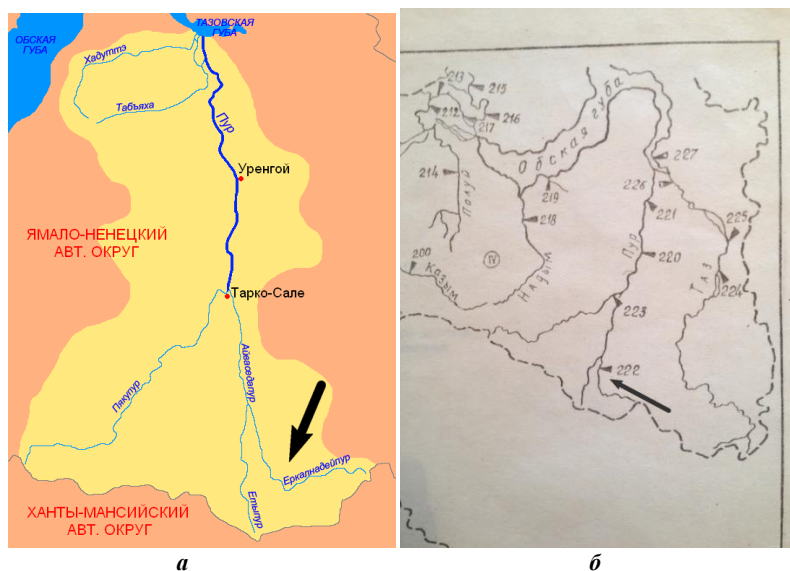 ОБСКАЯ
ГУБА
ТАЗОВСКАЯ
ГУБА
Хадуттэ
Табъяха
Пур
Уренгой
ЯМАЛО-НЕНЕЦКИЙ
АВТ. ОКРУГ
Тарко-Сале
Айваседапур
Пякупур
Еркалнадейпур
Етыпур
ХАНТЫ-МАНСИЙСКИЙ
АВТ. ОКРУГ
а
213
215
212
216
217
Обская губа
227
214
Полуй
226
219
218
221
225
200
IV
220
Пур
Казым
Надым
Таз
224
223
222
б